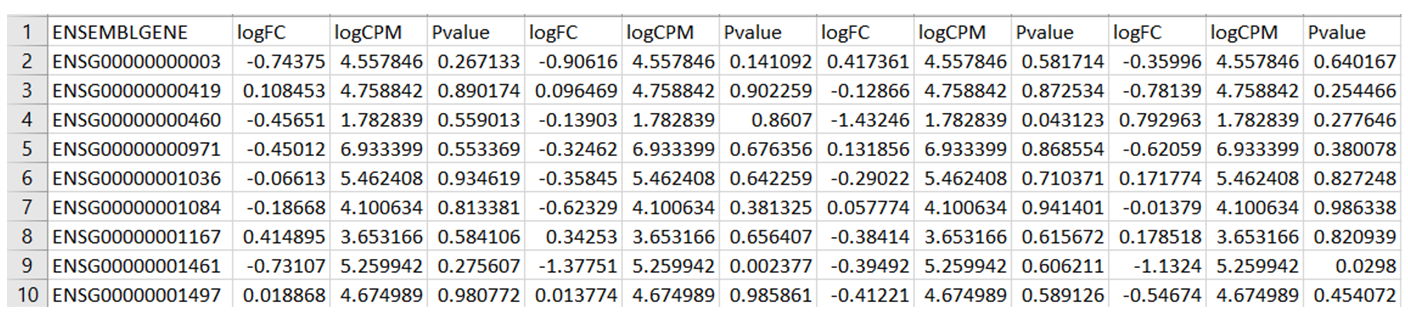 1 ENSEMBLGENE logFC logCPM Pvalue logFC logCPM Pvalue logFC logCPM Pvalue logFC logCPM Pvalue
2 ENSG00000000003 -0.74375 4.557846 0.267133 -0.90616 4.557846 0.141092 0.417361 4.557846 0.581714 -0.35996 4.557846 0.640167
3 ENSG00000000419 0.108453 4.758842 0.890174 0.096469 4.758842 0.902259 -0.12866 4.758842 0.872534 -0.78139 4.758842 0.254466
4 ENSG00000000460 -0.45651 1.782839 0.559013 -0.13903 1.782839 0.8607 -1.43246 1.782839 0.043123 0.792963 1.782839 0.277646
5 ENSG00000000971 -0.45012 6.933399 0.553369 -0.32462 6.933399 0.676356 0.131856 6.933399 0.868554 -0.62059 6.933399 0.380078
6 ENSG00000001036 -0.06613 5.462408 0.934619 -0.35845 5.462408 0.642259 -0.29022 5.462408 0.710371 0.171774 5.462408 0.827248
7 ENSG00000001084 -0.18668 4.100634 0.813381 -0.62329 4.100634 0.381325 0.057774 4.100634 0.941401 -0.01379 4.100634 0.986338
8 ENSG00000001167 0.414895 3.653166 0.584106 0.34253 3.653166 0.656407 -0.38414 3.653166 0.615672 0.178518 3.653166 0.820939
9 ENSG00000001461 -0.73107 5.259942 0.275607 -1.37751 5.259942 0.002377 -0.39492 5.259942 0.606211 -1.1324 5.259942 0.0298
10 ENSG00000001497 0.018868 4.674989 0.980772 0.013774 4.674989 0.985861 -0.41221 4.674989 0.589126 -0.54674 4.674989 0.454072